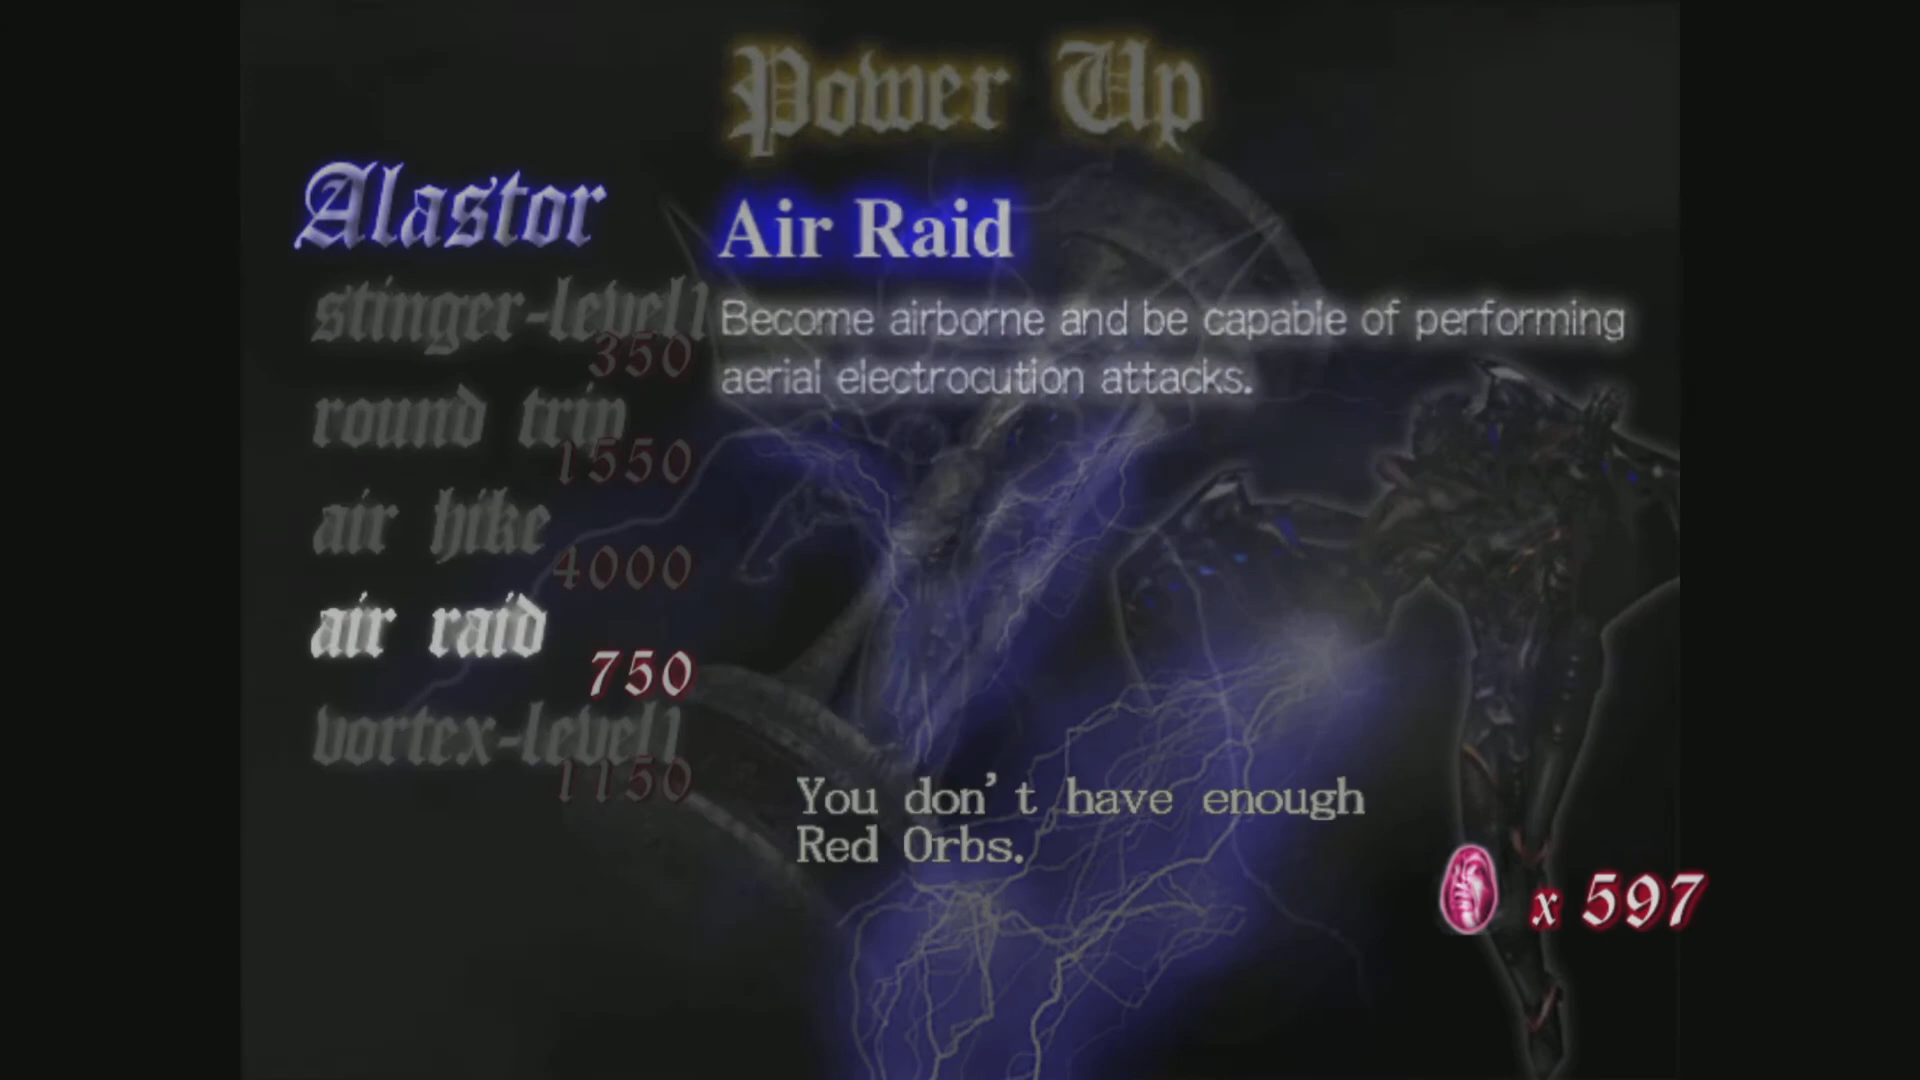 Power Up
Alastor
stinger-level1
350
round trip
1550
air hike
4000
air raid
750
vortex-level1
1150
Air Raid
Become airborne and be capable of performing
aerial electrocution attacks.
You don't have enough
Red Orbs.
x 597